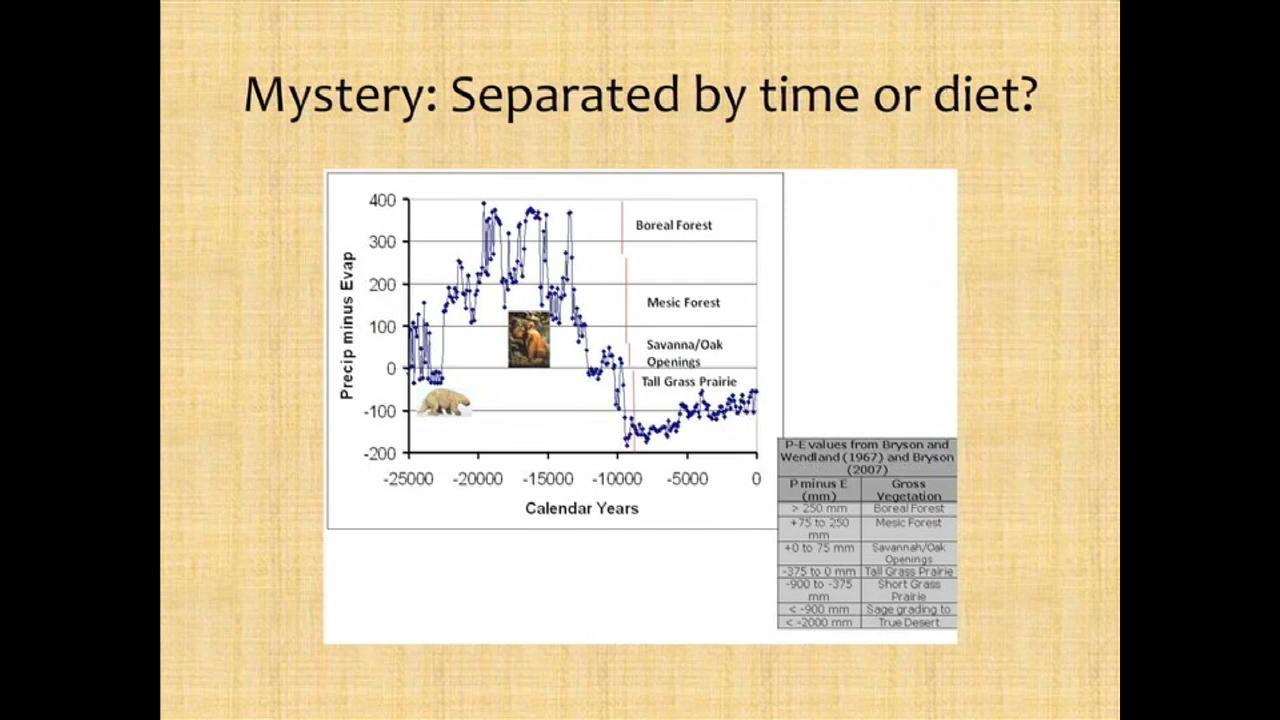 Mystery: Separated by time or diet?
400
300
200
100
0
-100
-200
Precip minus Evap
Boreal Forest
Mesic Forest
Savanna/Oak
Openings
Tall Grass Prairie
-25000 -20000 -15000 -10000 -5000 0
Calendar Years
P-E values from Bryson and
Wendland (1967) and Bryson
(2007)
P minus E
(mm)
Gross
Vegetation
> 250 mm Boreal Forest
+75 to 250
mm
Mesic Forest
+0 to 75 mm
Savannah/Oak
Openings
-375 to 0 mm Tall Grass Prairie
-900 to -375
mm
Short Grass
Prairie
< -900 mm Sage grading to
< -2000 mm True Desert